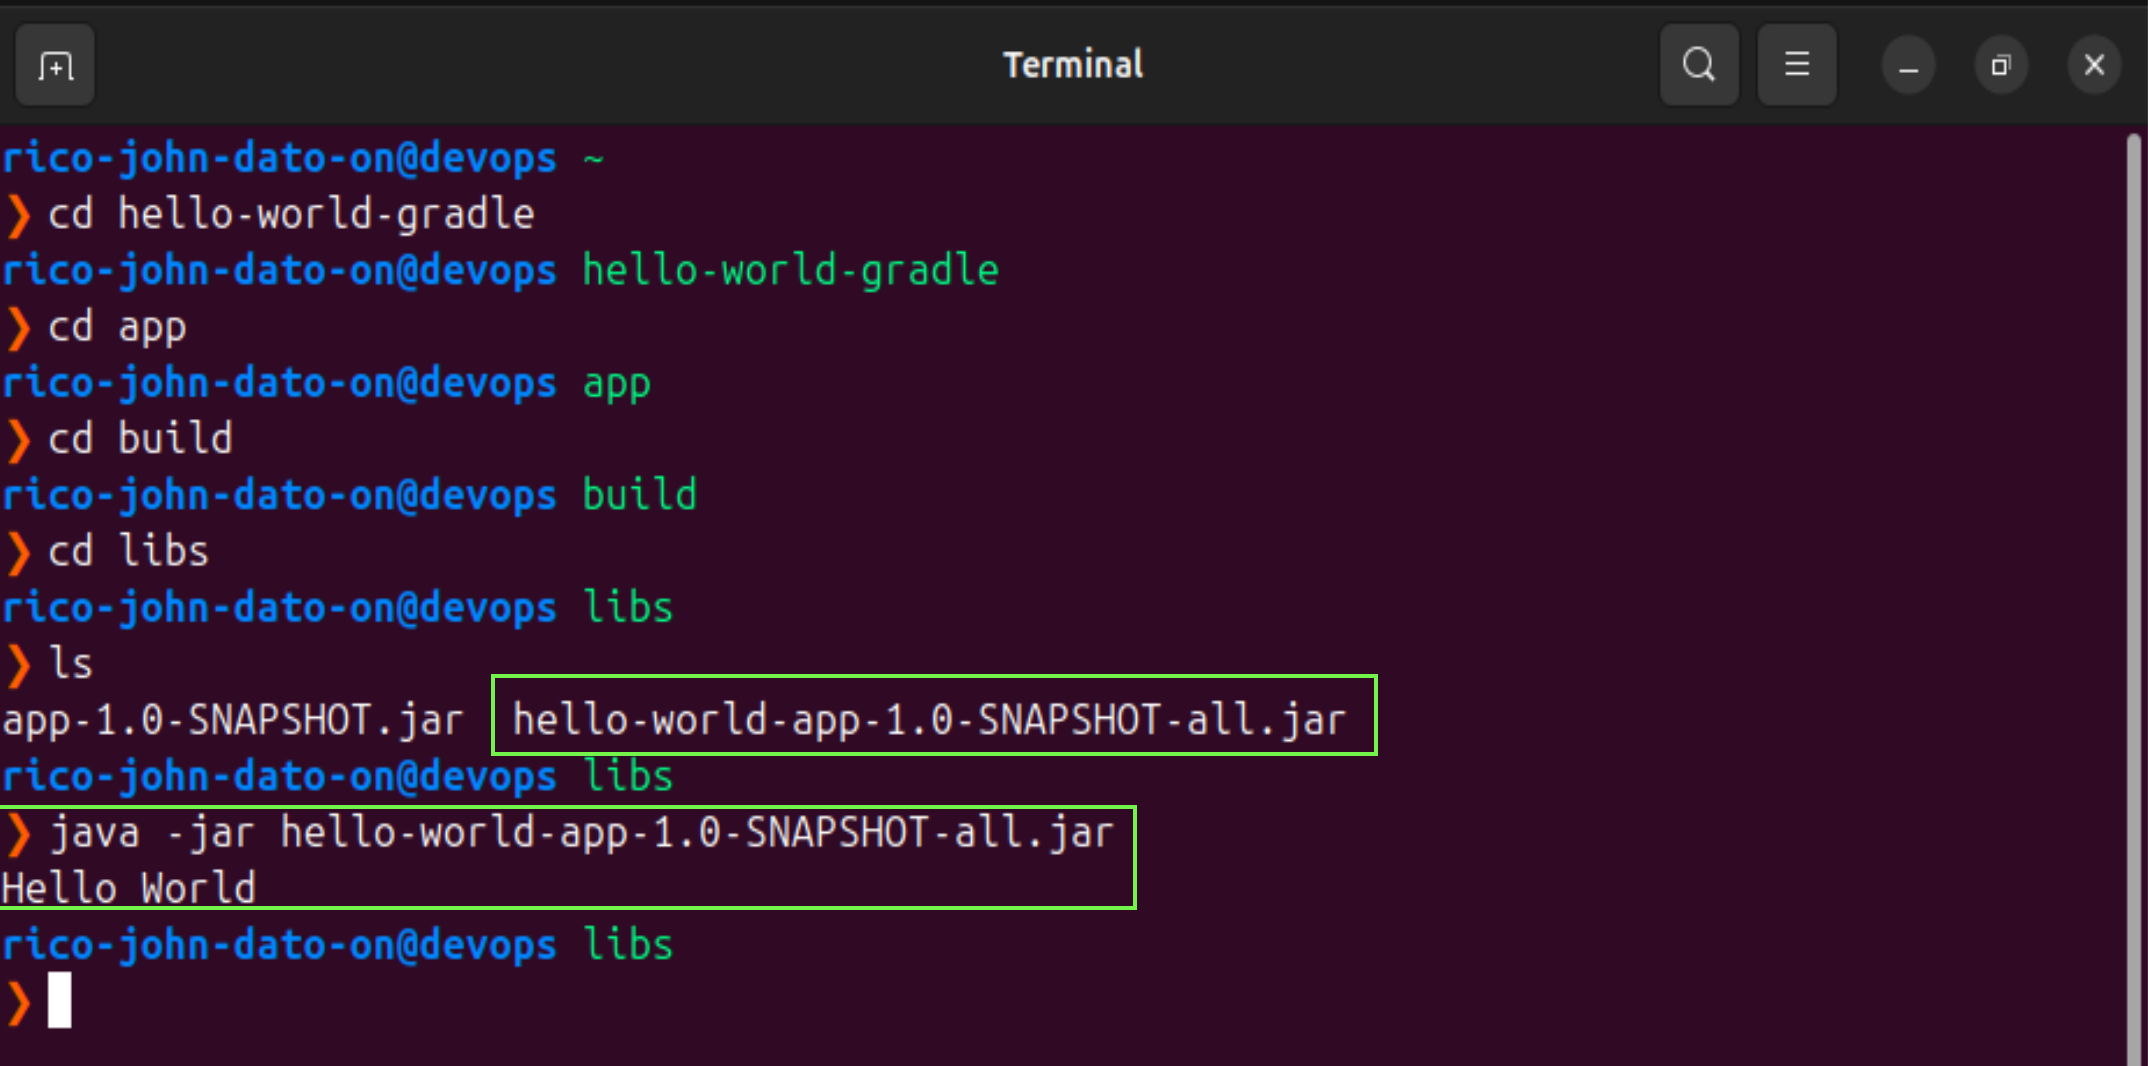 Terminal
rico-john-dato-on@devops ~
❯ cd hello-world-gradle
rico-john-dato-on@devops hello-world-gradle
❯ cd app
rico-john-dato-on@devops app
❯ cd build
rico-john-dato-on@devops build
❯ cd libs
rico-john-dato-on@devops libs
❯ ls
app-1.0-SNAPSHOT.jar hello-world-app-1.0-SNAPSHOT-all.jar
rico-john-dato-on@devops libs
❯ java -jar hello-world-app-1.0-SNAPSHOT-all.jar
Hello World
rico-john-dato-on@devops libs
❯